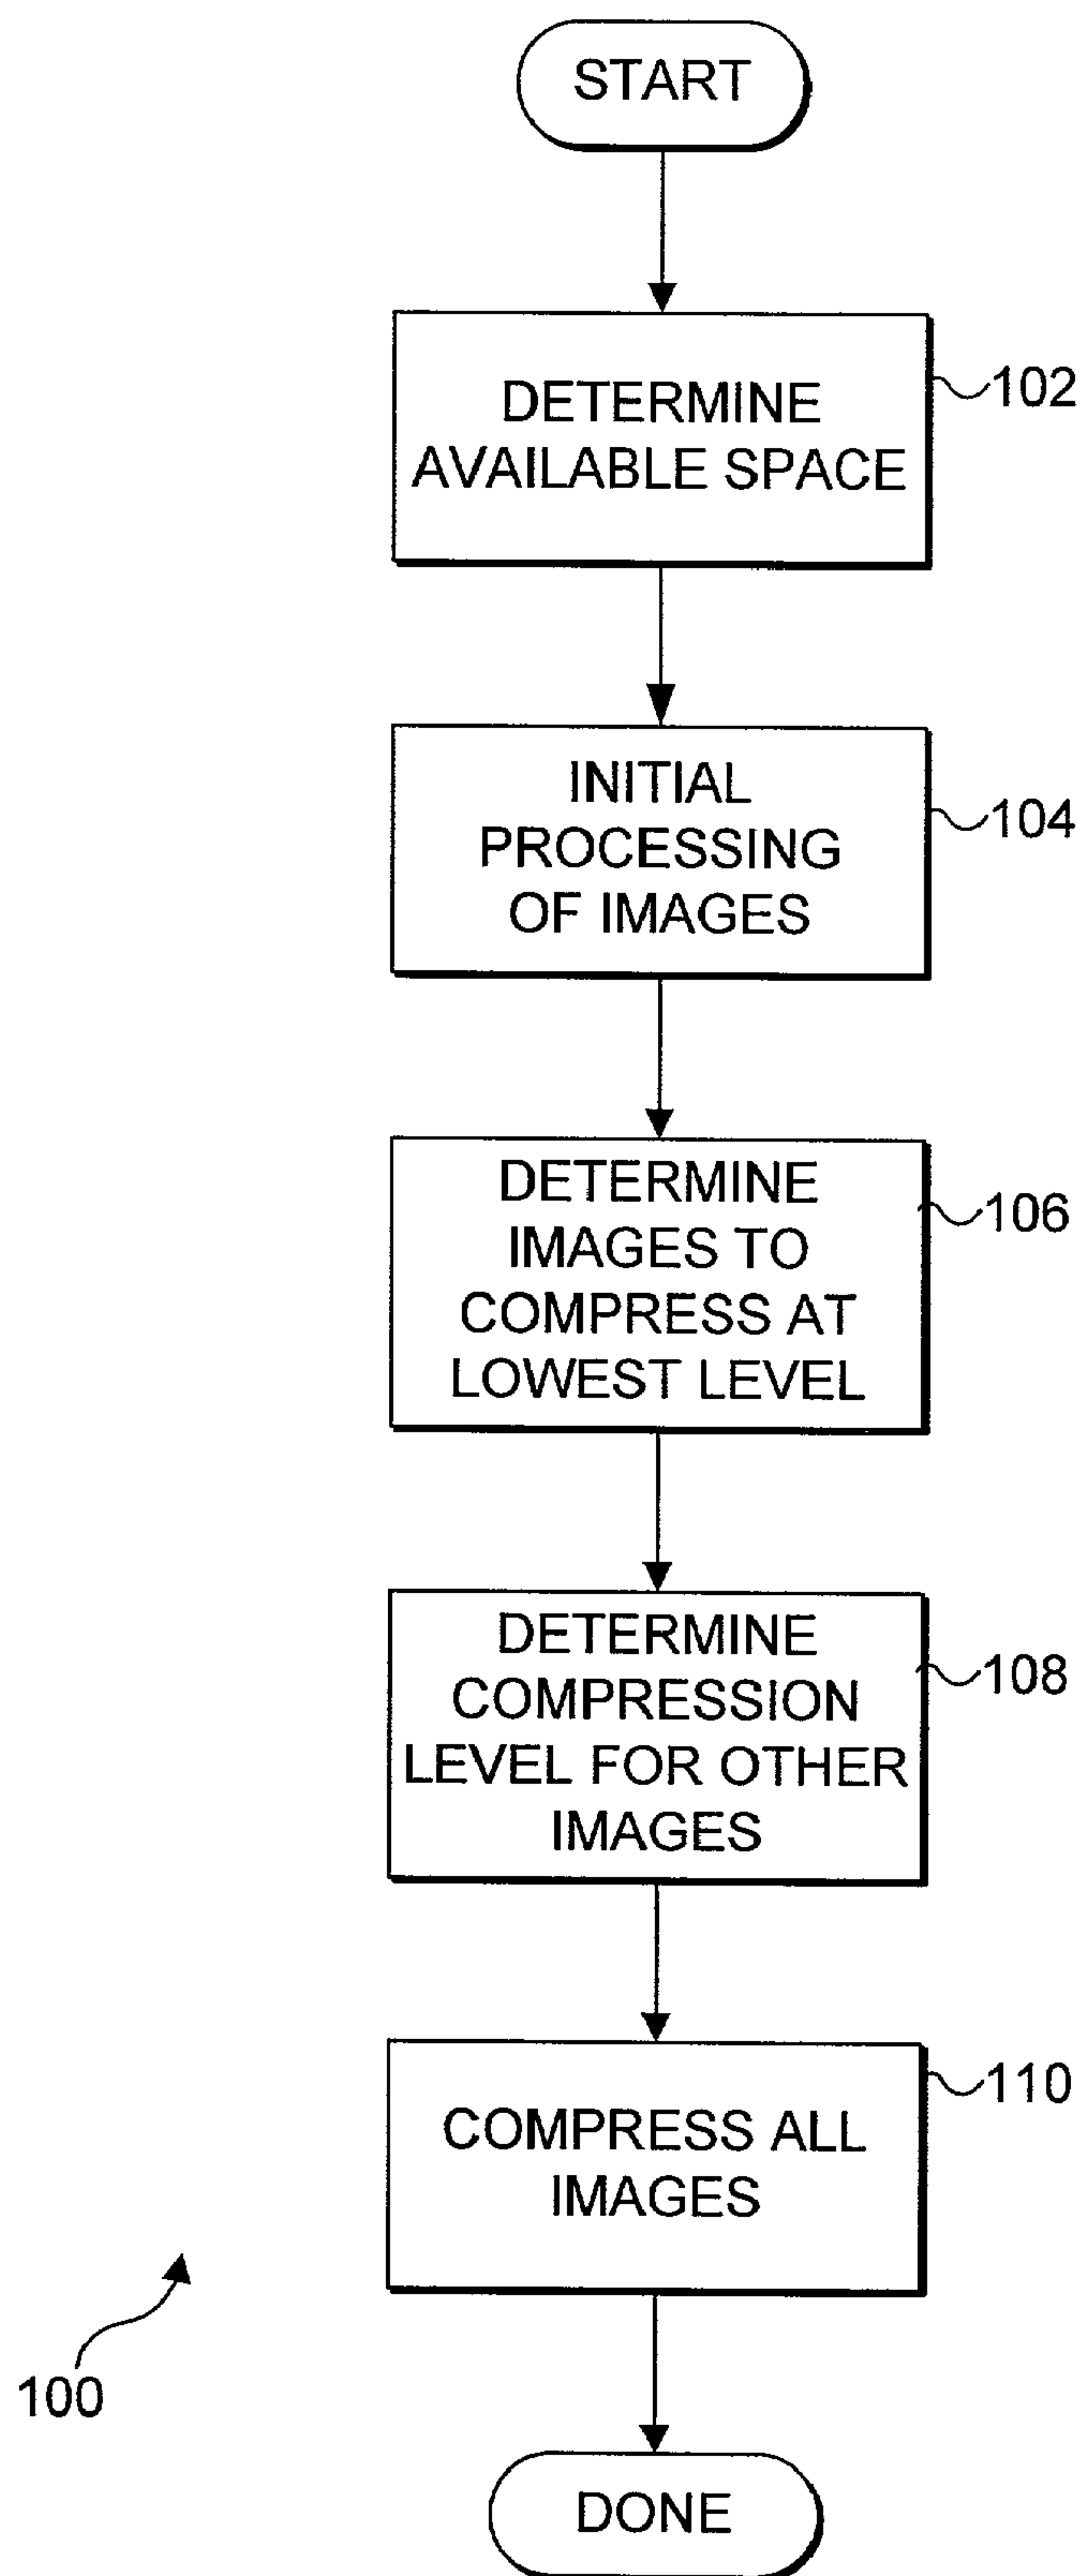 START
DETERMINE
AVAILABLE SPACE
102
INITIAL
PROCESSING
OF IMAGES
104
DETERMINE
IMAGES TO
COMPRESS AT
LOWEST LEVEL
106
DETERMINE
COMPRESSION
LEVEL FOR OTHER
IMAGES
108
COMPRESS ALL
IMAGES
110
100
DONE